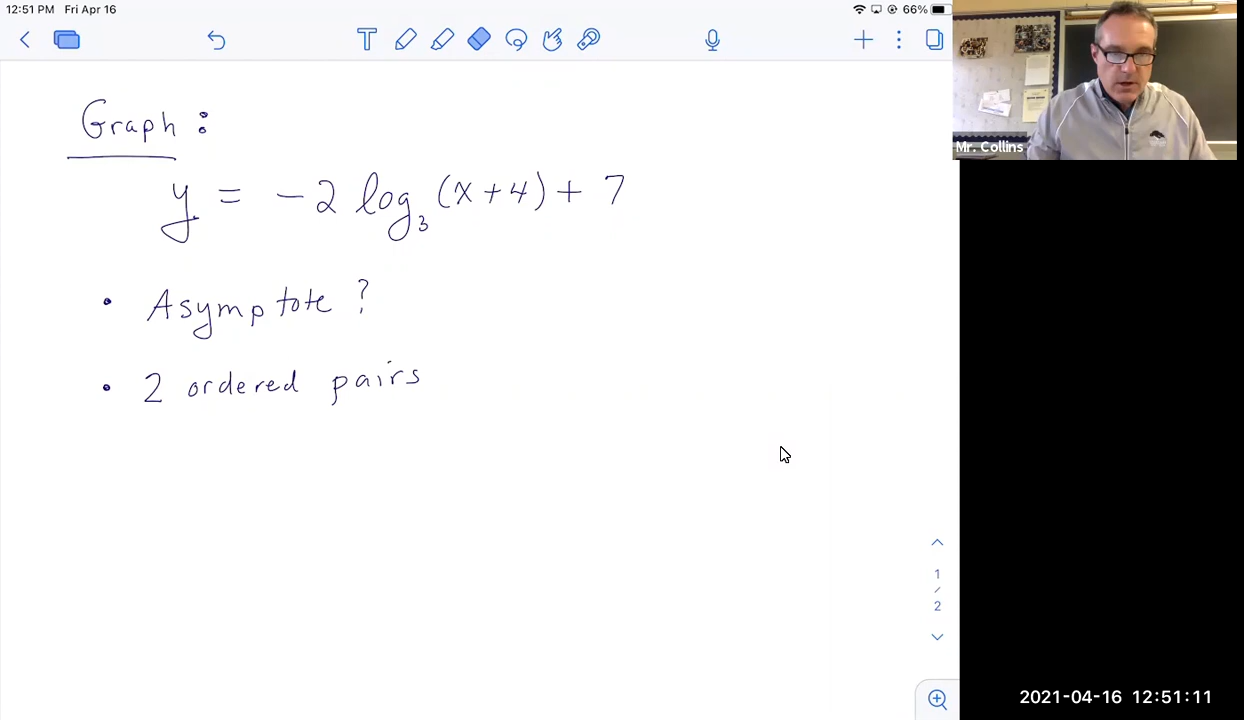 12:51 PM Fri Apr 16
66%
T
Mr. Collins
Graph:
y = -2 log₃ (x+4) + 7
• Asymptote ?
• 2 ordered pairs
1
/
2
2021-04-16 12:51:11